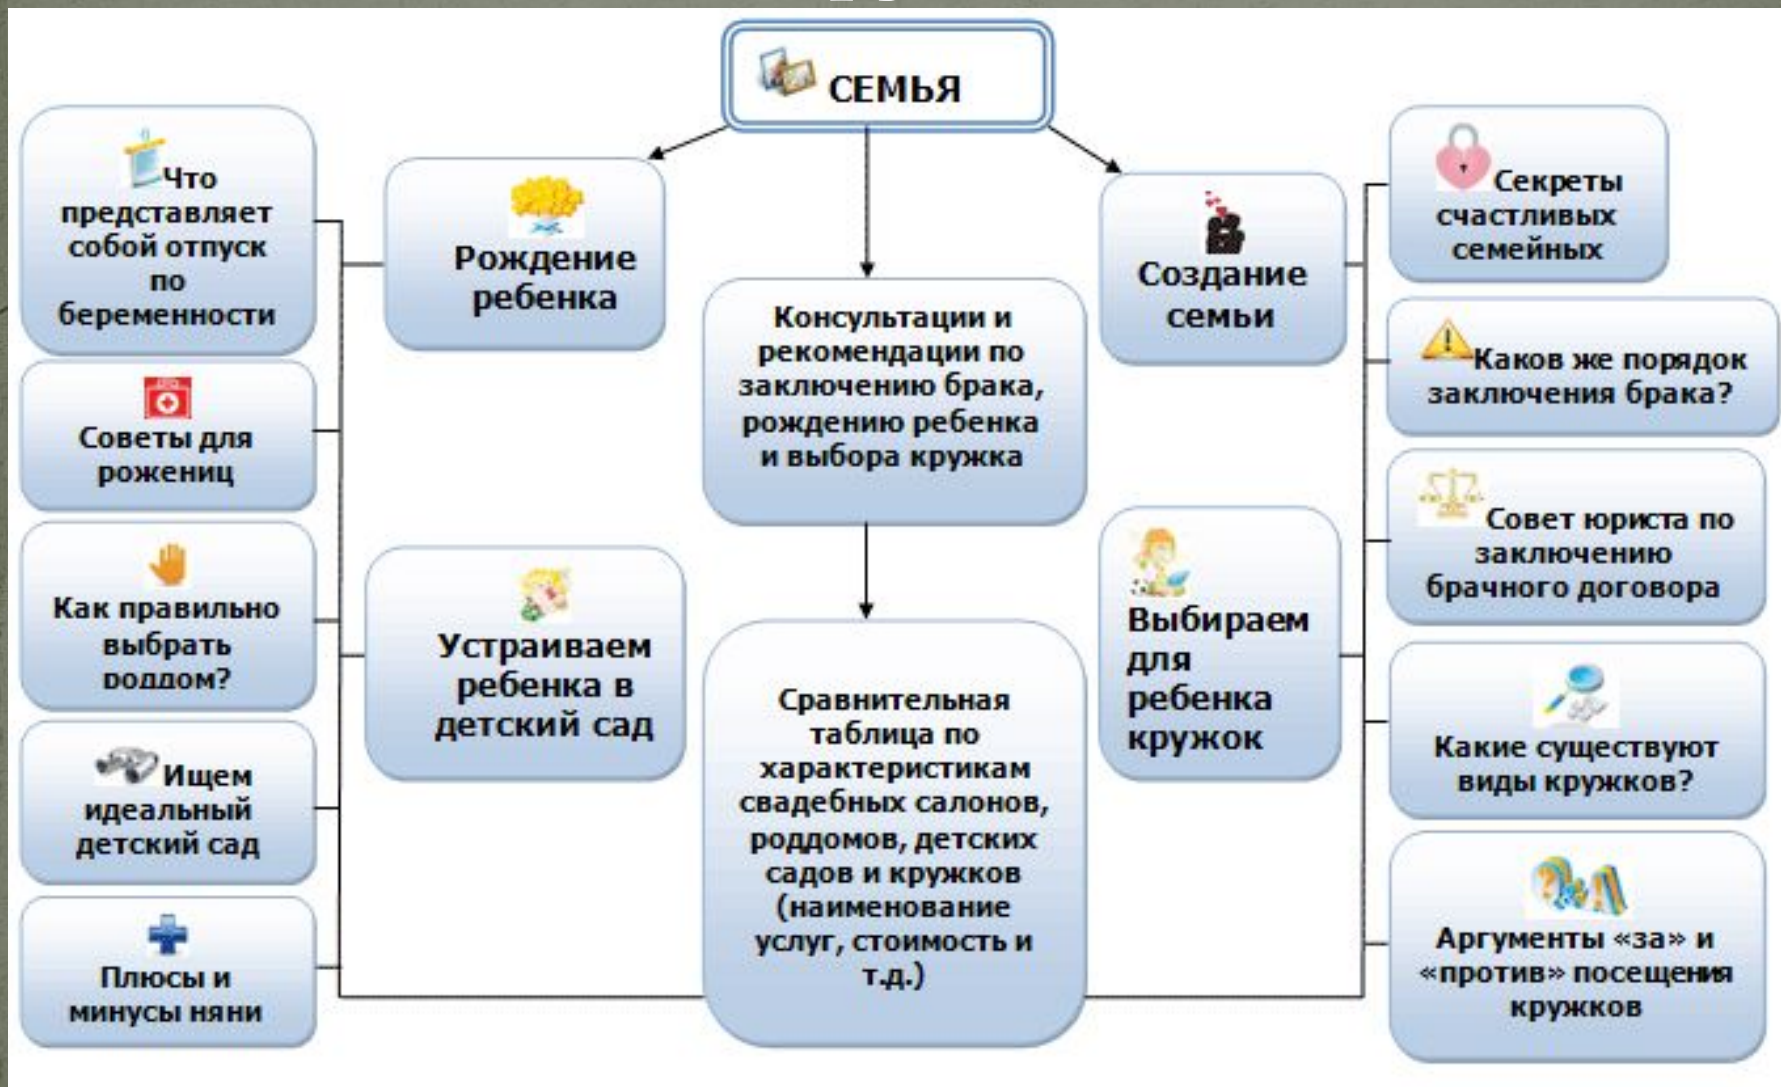 СЕМЬЯ
Что
представляет
собой отпуск
по
беременности
Советы для
рожениц
Как правильно
выбрать
роддом?
Ищем
идеальный
детский сад
Плюсы и
минусы няни
Рождение
ребенка
Устраиваем
ребенка в
детский сад
Консультации и
рекомендации по
заключению брака,
рождению ребенка
и выбора кружка
Сравнительная
таблица по
характеристикам
свадебных салонов,
роддомов, детских
садов и кружков
(наименование
услуг, стоимость и
т.д.)
Создание
семьи
Выбираем
для
ребенка
кружок
Секреты
счастливых
семейных
Каков же порядок
заключения брака?
Совет юриста по
заключению
брачного договора
Какие существуют
виды кружков?
Аргументы «за» и
«против» посещения
кружков